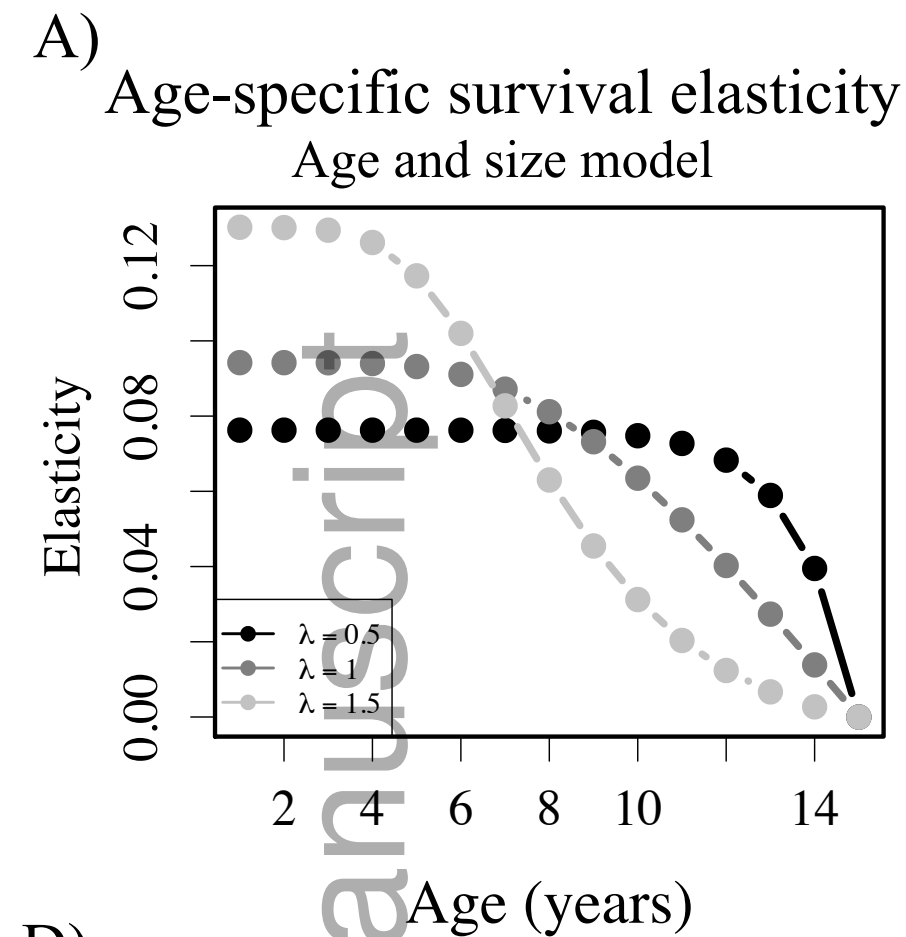 A)
Age-specific survival elasticity
Age and size model
Elasticity
0.12
0.08
0.04
0.00
λ = 0.5
λ = 1
λ = 1.5
2 4 6 8 10 14
Age (years)
anuscript
D)